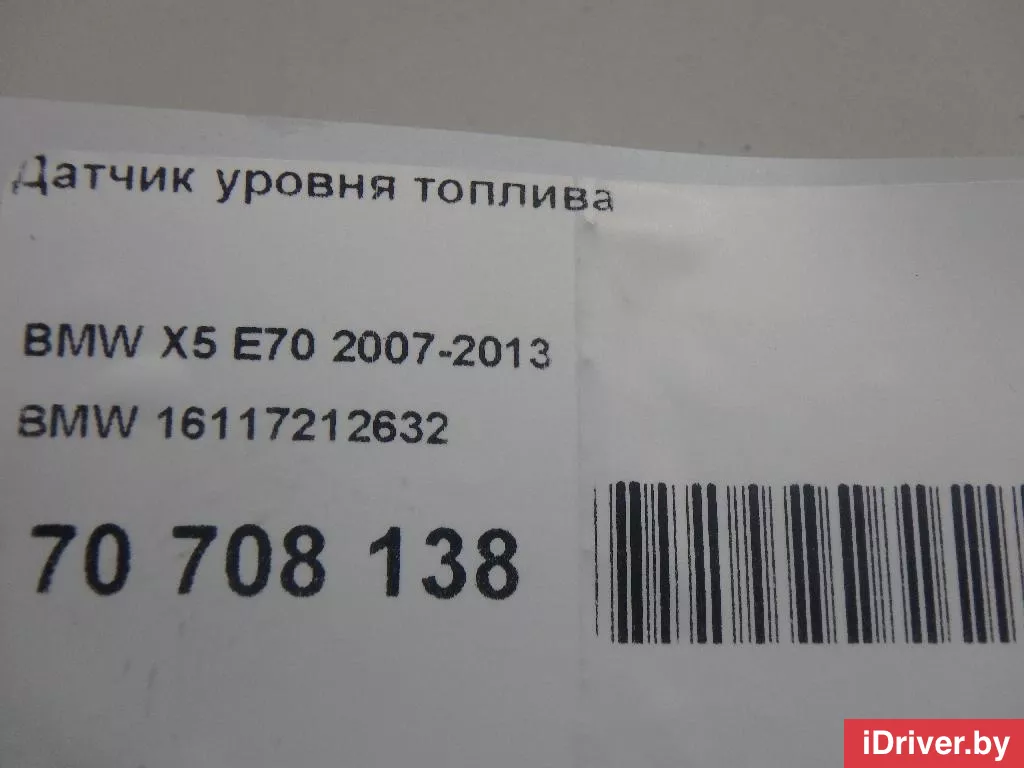 Датчик уровня топлива
BMW X5 E70 2007-2013
BMW 16117212632
70 708 138
iDriver.by